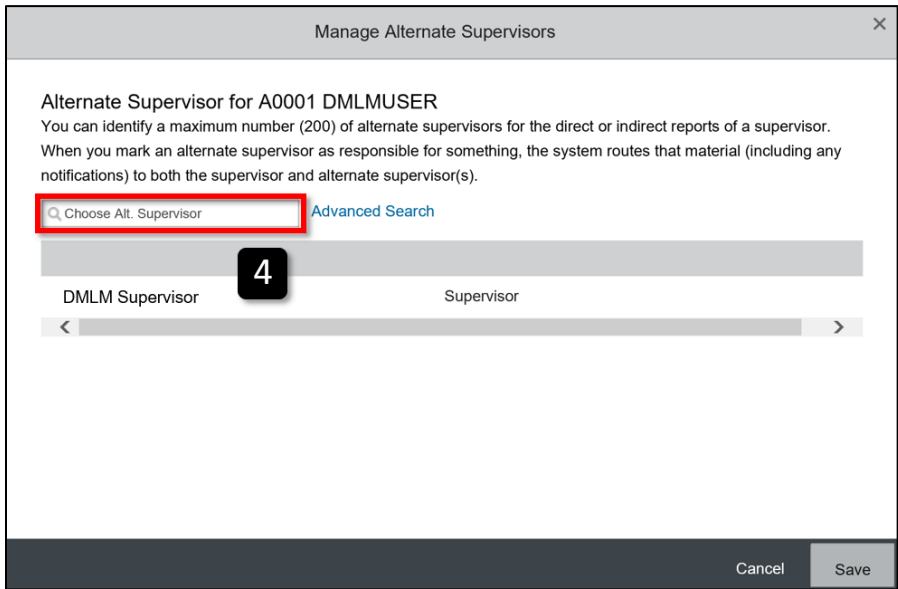 Manage Alternate Supervisors
Alternate Supervisor for A0001 DMLMUSER
You can identify a maximum number (200) of alternate supervisors for the direct or indirect reports of a supervisor.
When you mark an alternate supervisor as responsible for something, the system routes that material (including any
notifications) to both the supervisor and alternate supervisor(s).
Choose Alt. Supervisor Advanced Search
4
DMLM Supervisor Supervisor
Cancel Save